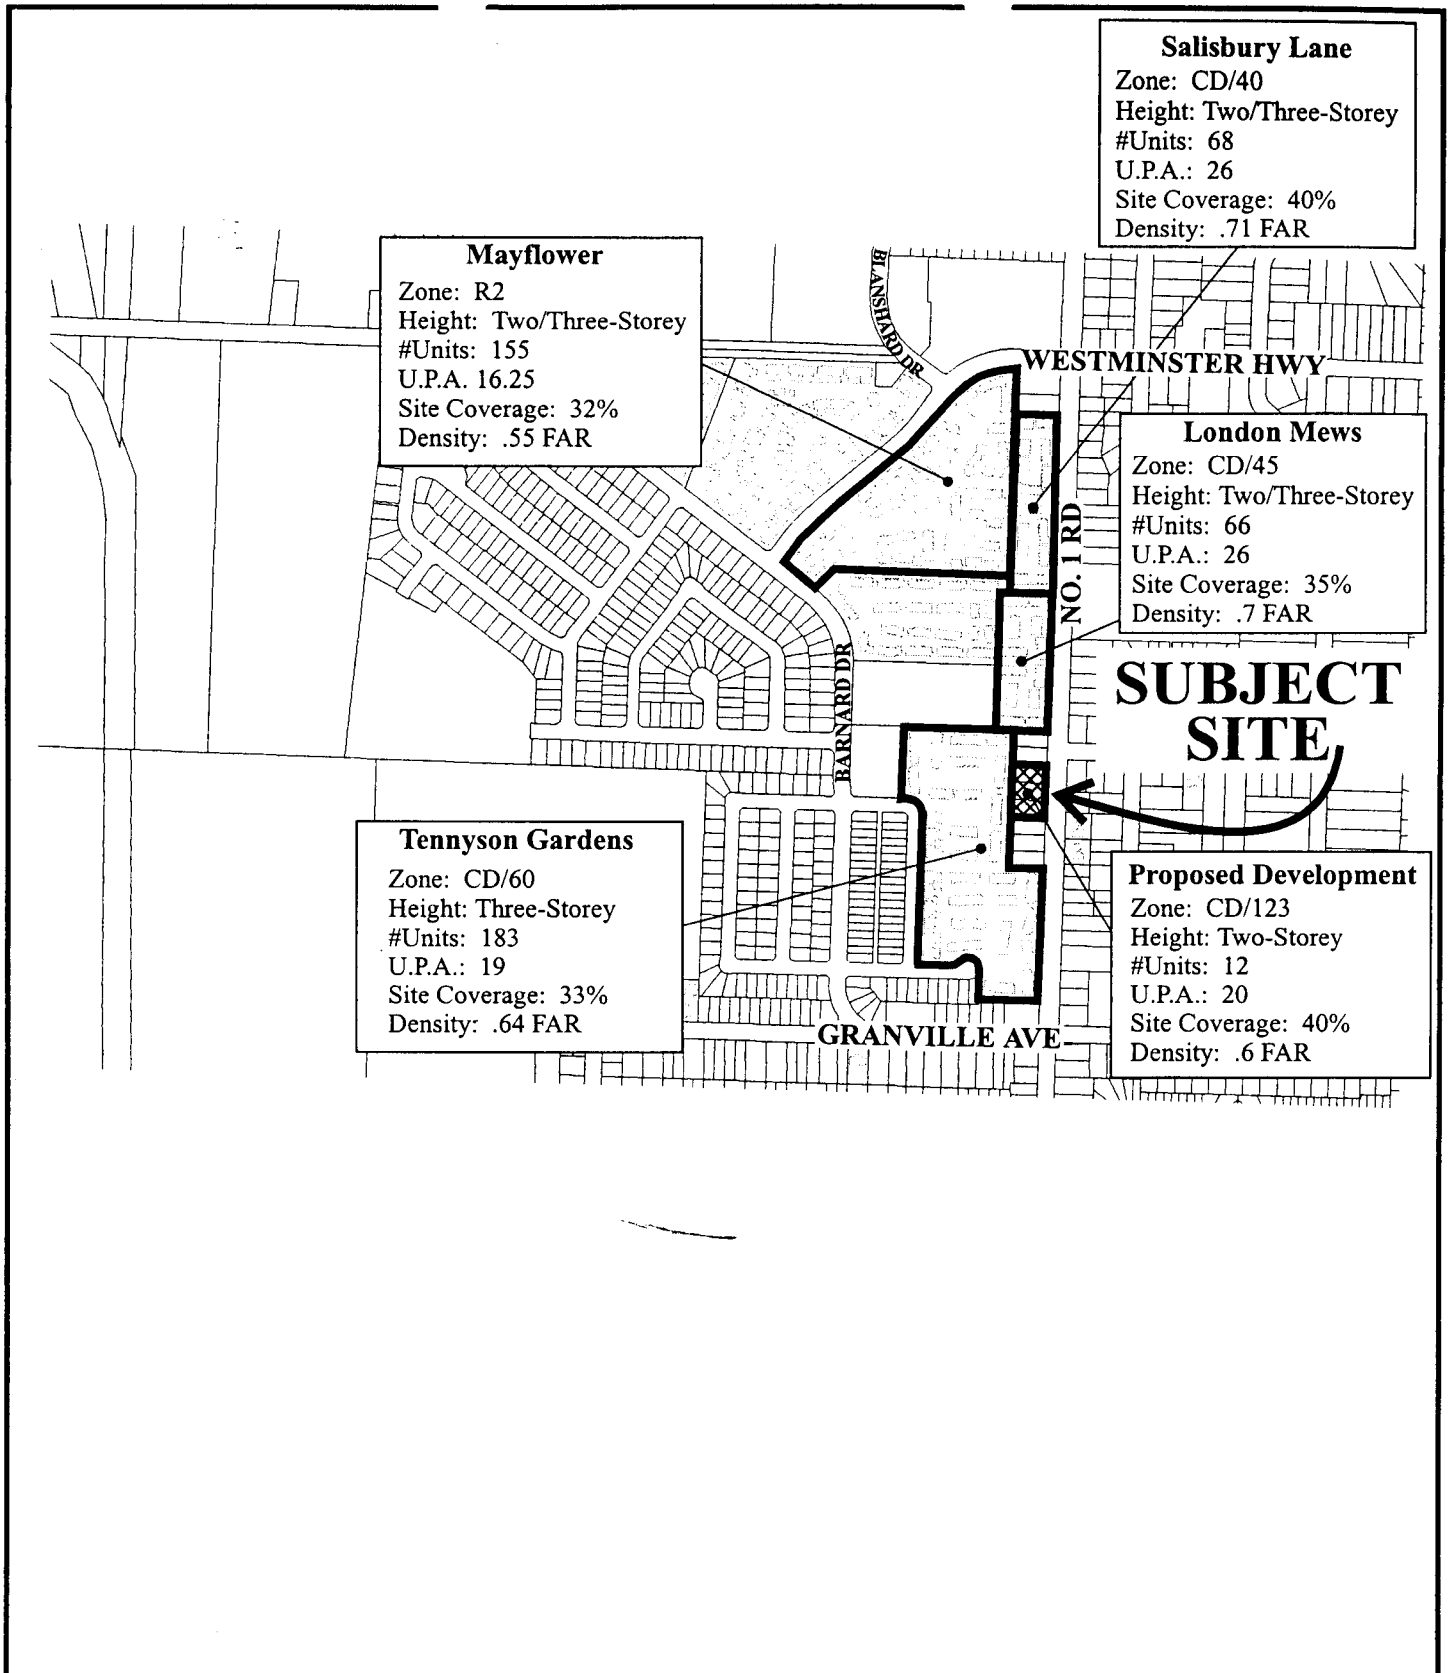 Salisbury Lane
Zone: CD/40
Height: Two/Three-Storey
#Units: 68
U.P.A.: 26
Site Coverage: 40%
Density: .71 FAR
Mayflower
Zone: R2
Height: Two/Three-Storey
#Units: 155
U.P.A. 16.25
Site Coverage: 32%
Density: .55 FAR
BLANSHARD DR
WESTMINSTER HWY
London Mews
Zone: CD/45
Height: Two/Three-Storey
#Units: 66
U.P.A.: 26
Site Coverage: 35%
Density: .7 FAR
NO. 1 RD
BARNARD DR
SUBJECT
SITE
Tennyson Gardens
Zone: CD/60
Height: Three-Storey
#Units: 183
U.P.A.: 19
Site Coverage: 33%
Density: .64 FAR
Proposed Development
Zone: CD/123
Height: Two-Storey
#Units: 12
U.P.A.: 20
Site Coverage: 40%
Density: .6 FAR
GRANVILLE AVE